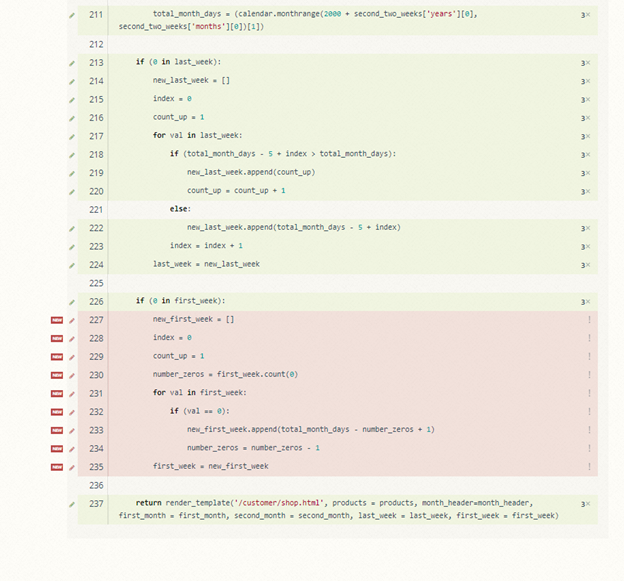 211 total_month_days = (calendar.monthrange(2000 + second_two_weeks['years'][0], 3×
second_two_weeks['months'][0])[1])
212
213 if (0 in last_week): 3×
214 new_last_week = [] 3×
215 index = 0 3×
216 count_up = 1 3×
217 for val in last_week: 3×
218 if (total_month_days - 5 + index > total_month_days): 3×
219 new_last_week.append(count_up) 3×
220 count_up = count_up + 1 3×
221 else:
222 new_last_week.append(total_month_days - 5 + index) 3×
223 index = index + 1 3×
224 last_week = new_last_week 3×
225
226 if (0 in first_week): 3×
NEW 227 new_first_week = [] !
NEW 228 index = 0 !
NEW 229 count_up = 1 !
NEW 230 number_zeros = first_week.count(0) !
NEW 231 for val in first_week: !
NEW 232 if (val == 0): !
NEW 233 new_first_week.append(total_month_days - number_zeros + 1) !
NEW 234 number_zeros = number_zeros - 1 !
NEW 235 first_week = new_first_week !
236
237 return render_template('/customer/shop.html', products = products, month_header=month_header, 3×
first_month = first_month, second_month = second_month, last_week = last_week, first_week = first_week)